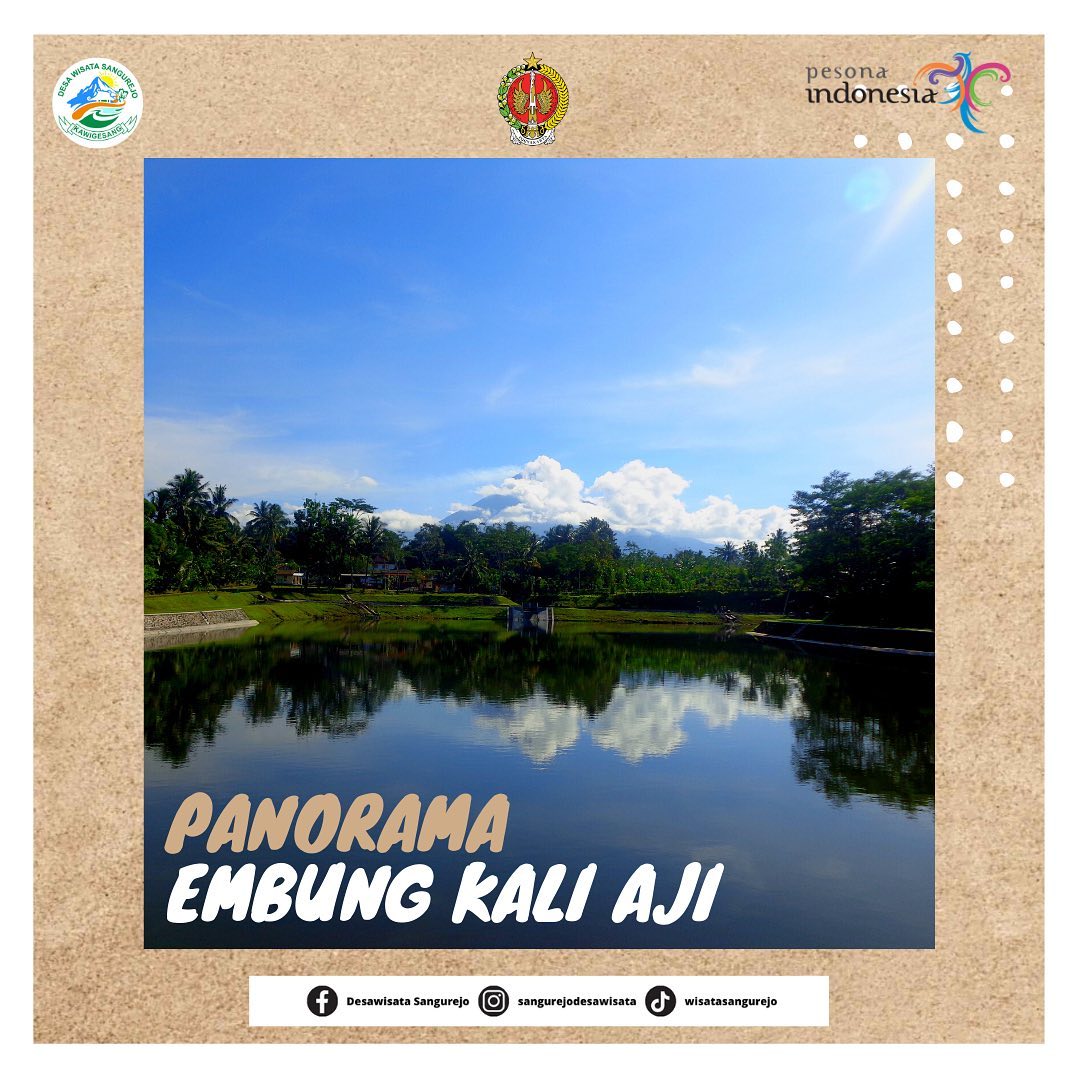 DESA WISATA SANGUREJO
KAWIGESANG
pesona
indonesia
PANORAMA
EMBUNG KALI AJI
Desawisata Sangurejo
sangurejodesawisata
wisatasangurejo